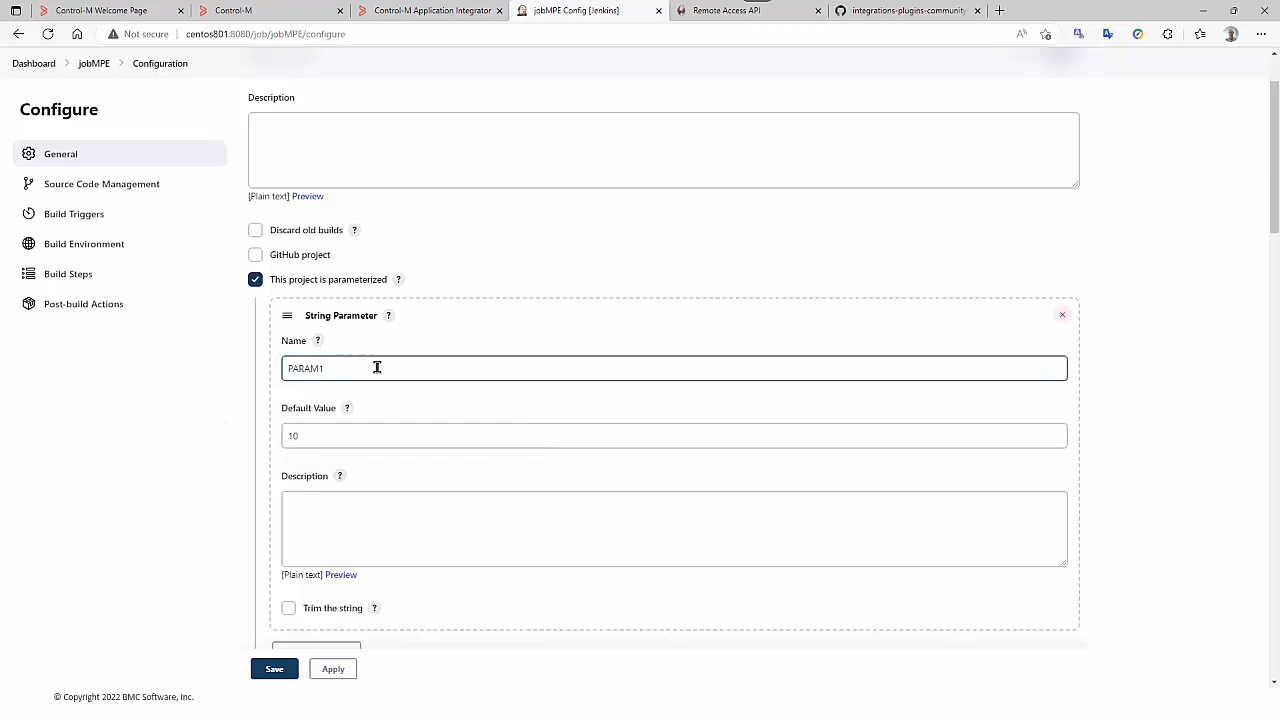 Control-M Welcome Page
Control-M
Control-M Application Integrator
jobMPE Config [Jenkins]
Remote Access API
integrations-plugins-community
Not secure
centos801:8080/job/jobMPE/configure
Dashboard > jobMPE > Configuration
Configure
General
Source Code Management
Build Triggers
Build Environment
Build Steps
Post-build Actions
Description
[Plain text] Preview
Discard old builds ?
GitHub project
This project is parameterized ?
String Parameter ?
Name ?
PARAM1
Default Value ?
10
Description ?
[Plain text] Preview
Trim the string ?
Save
Apply
© Copyright 2022 BMC Software, Inc.